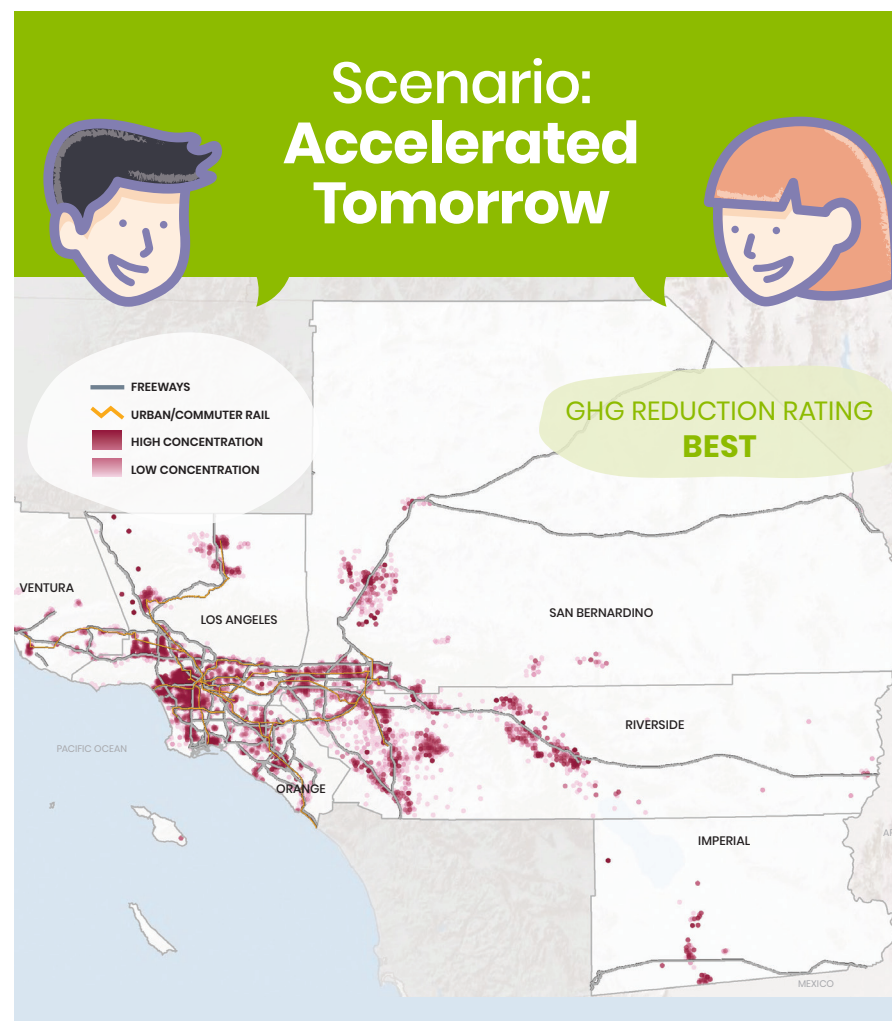 Scenario:
Accelerated
Tomorrow
FREEWAYS
URBAN/COMMUTER RAIL
HIGH CONCENTRATION
LOW CONCENTRATION
GHG REDUCTION RATING
BEST
VENTURA
LOS ANGELES
SAN BERNARDINO
RIVERSIDE
PACIFIC OCEAN
ORANGE
IMPERIAL
MEXICO